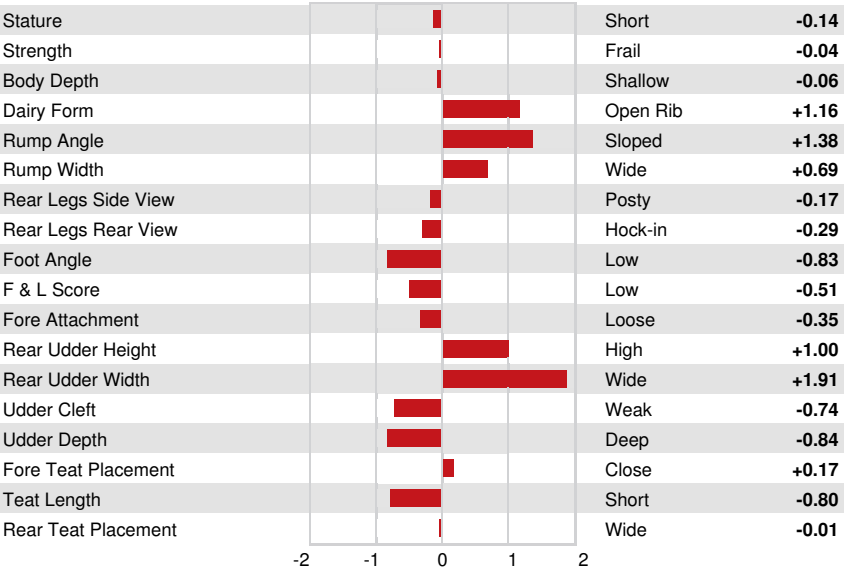 Stature Short -0.14
Strength Frail -0.04
Body Depth Shallow -0.06
Dairy Form Open Rib +1.16
Rump Angle Sloped +1.38
Rump Width Wide +0.69
Rear Legs Side View Posty -0.17
Rear Legs Rear View Hock-in -0.29
Foot Angle Low -0.83
F & L Score Low -0.51
Fore Attachment Loose -0.35
Rear Udder Height High +1.00
Rear Udder Width Wide +1.91
Udder Cleft Weak -0.74
Udder Depth Deep -0.84
Fore Teat Placement Close +0.17
Teat Length Short -0.80
Rear Teat Placement Wide -0.01
-2 -1 0 1 2